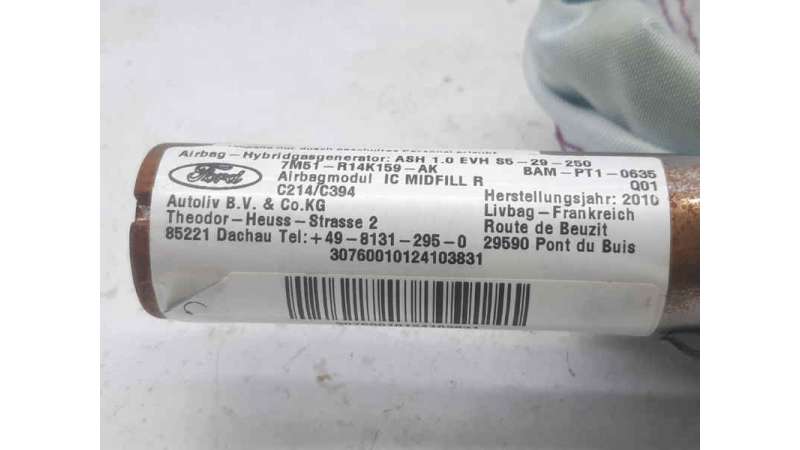 Airbag-Hybridgasgenerator: ASH 1.0 EVH S5-29-250
7M51-R14K159-AK BAM-PT1-0635
Ford Airbagmodul IC MIDFILL R Q01
C214/C394 Herstellungsjahr: 2010
Autoliv B.V. & Co.KG Livbag-Frankreich
Theodor-Heuss-Strasse 2 Route de Beuzit
85221 Dachau Tel:+49-8131-295-0 29590 Pont du Buis
30760010124103831
C